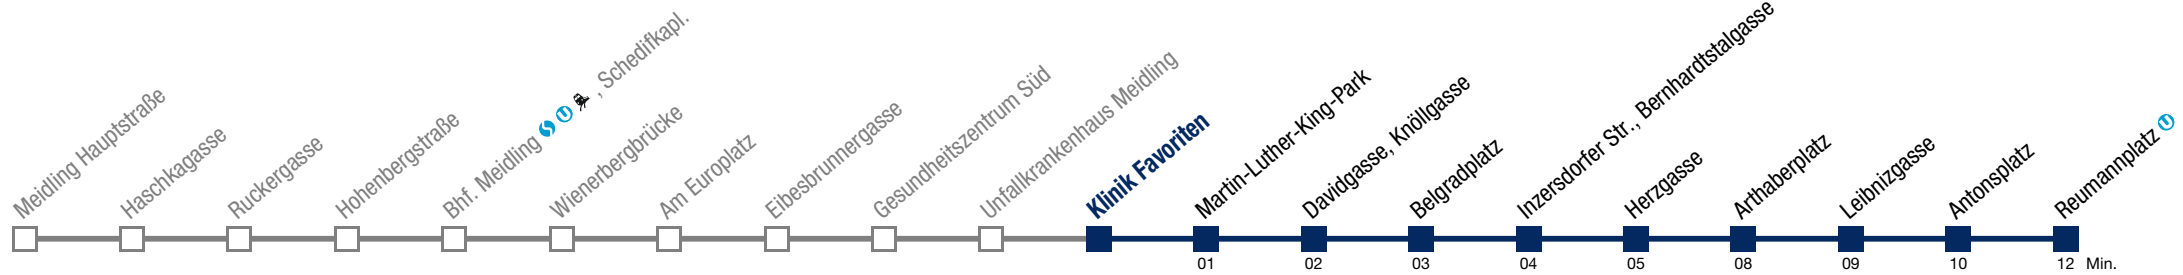 Meidling Hauptstraße
Haschkagasse
Ruckergasse
Hohenbergstraße
Bhf. Meidling S U , Schedifkapl.
Wienerbergbrücke
Am Europlatz
Eibesbrunnergasse
Gesundheitszentrum Süd
Unfallkrankenhaus Meidling
Klinik Favoriten
Martin-Luther-King-Park
Davidgasse, Knöllgasse
Belgradplatz
Inzersdorfer Str., Bernhardtstalgasse
Herzgasse
Arthaberplatz
Leibnizgasse
Antonsplatz
Reumannplatz U
01 02 03 04 05 08 09 10 12 Min.